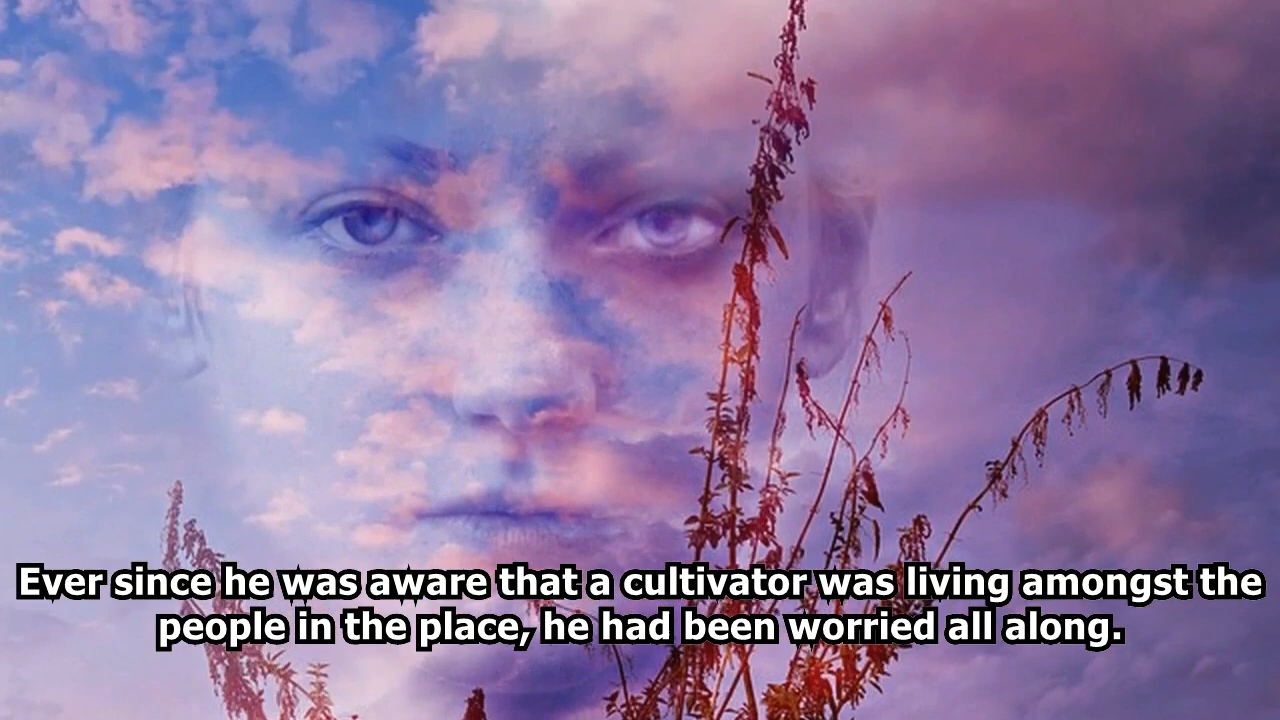 Ever since he was aware that a cultivator was living amongst the
people in the place, he had been worried all along.